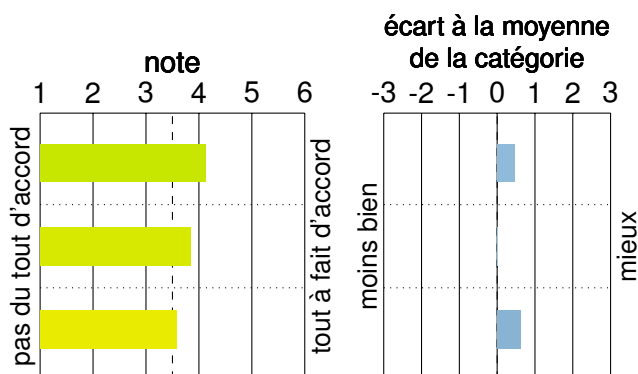 note
1 2 3 4 5 6
pas du tout d'accord
tout à fait d'accord
écart à la moyenne
de la catégorie
-3 -2 -1 0 1 2 3
moins bien
mieux